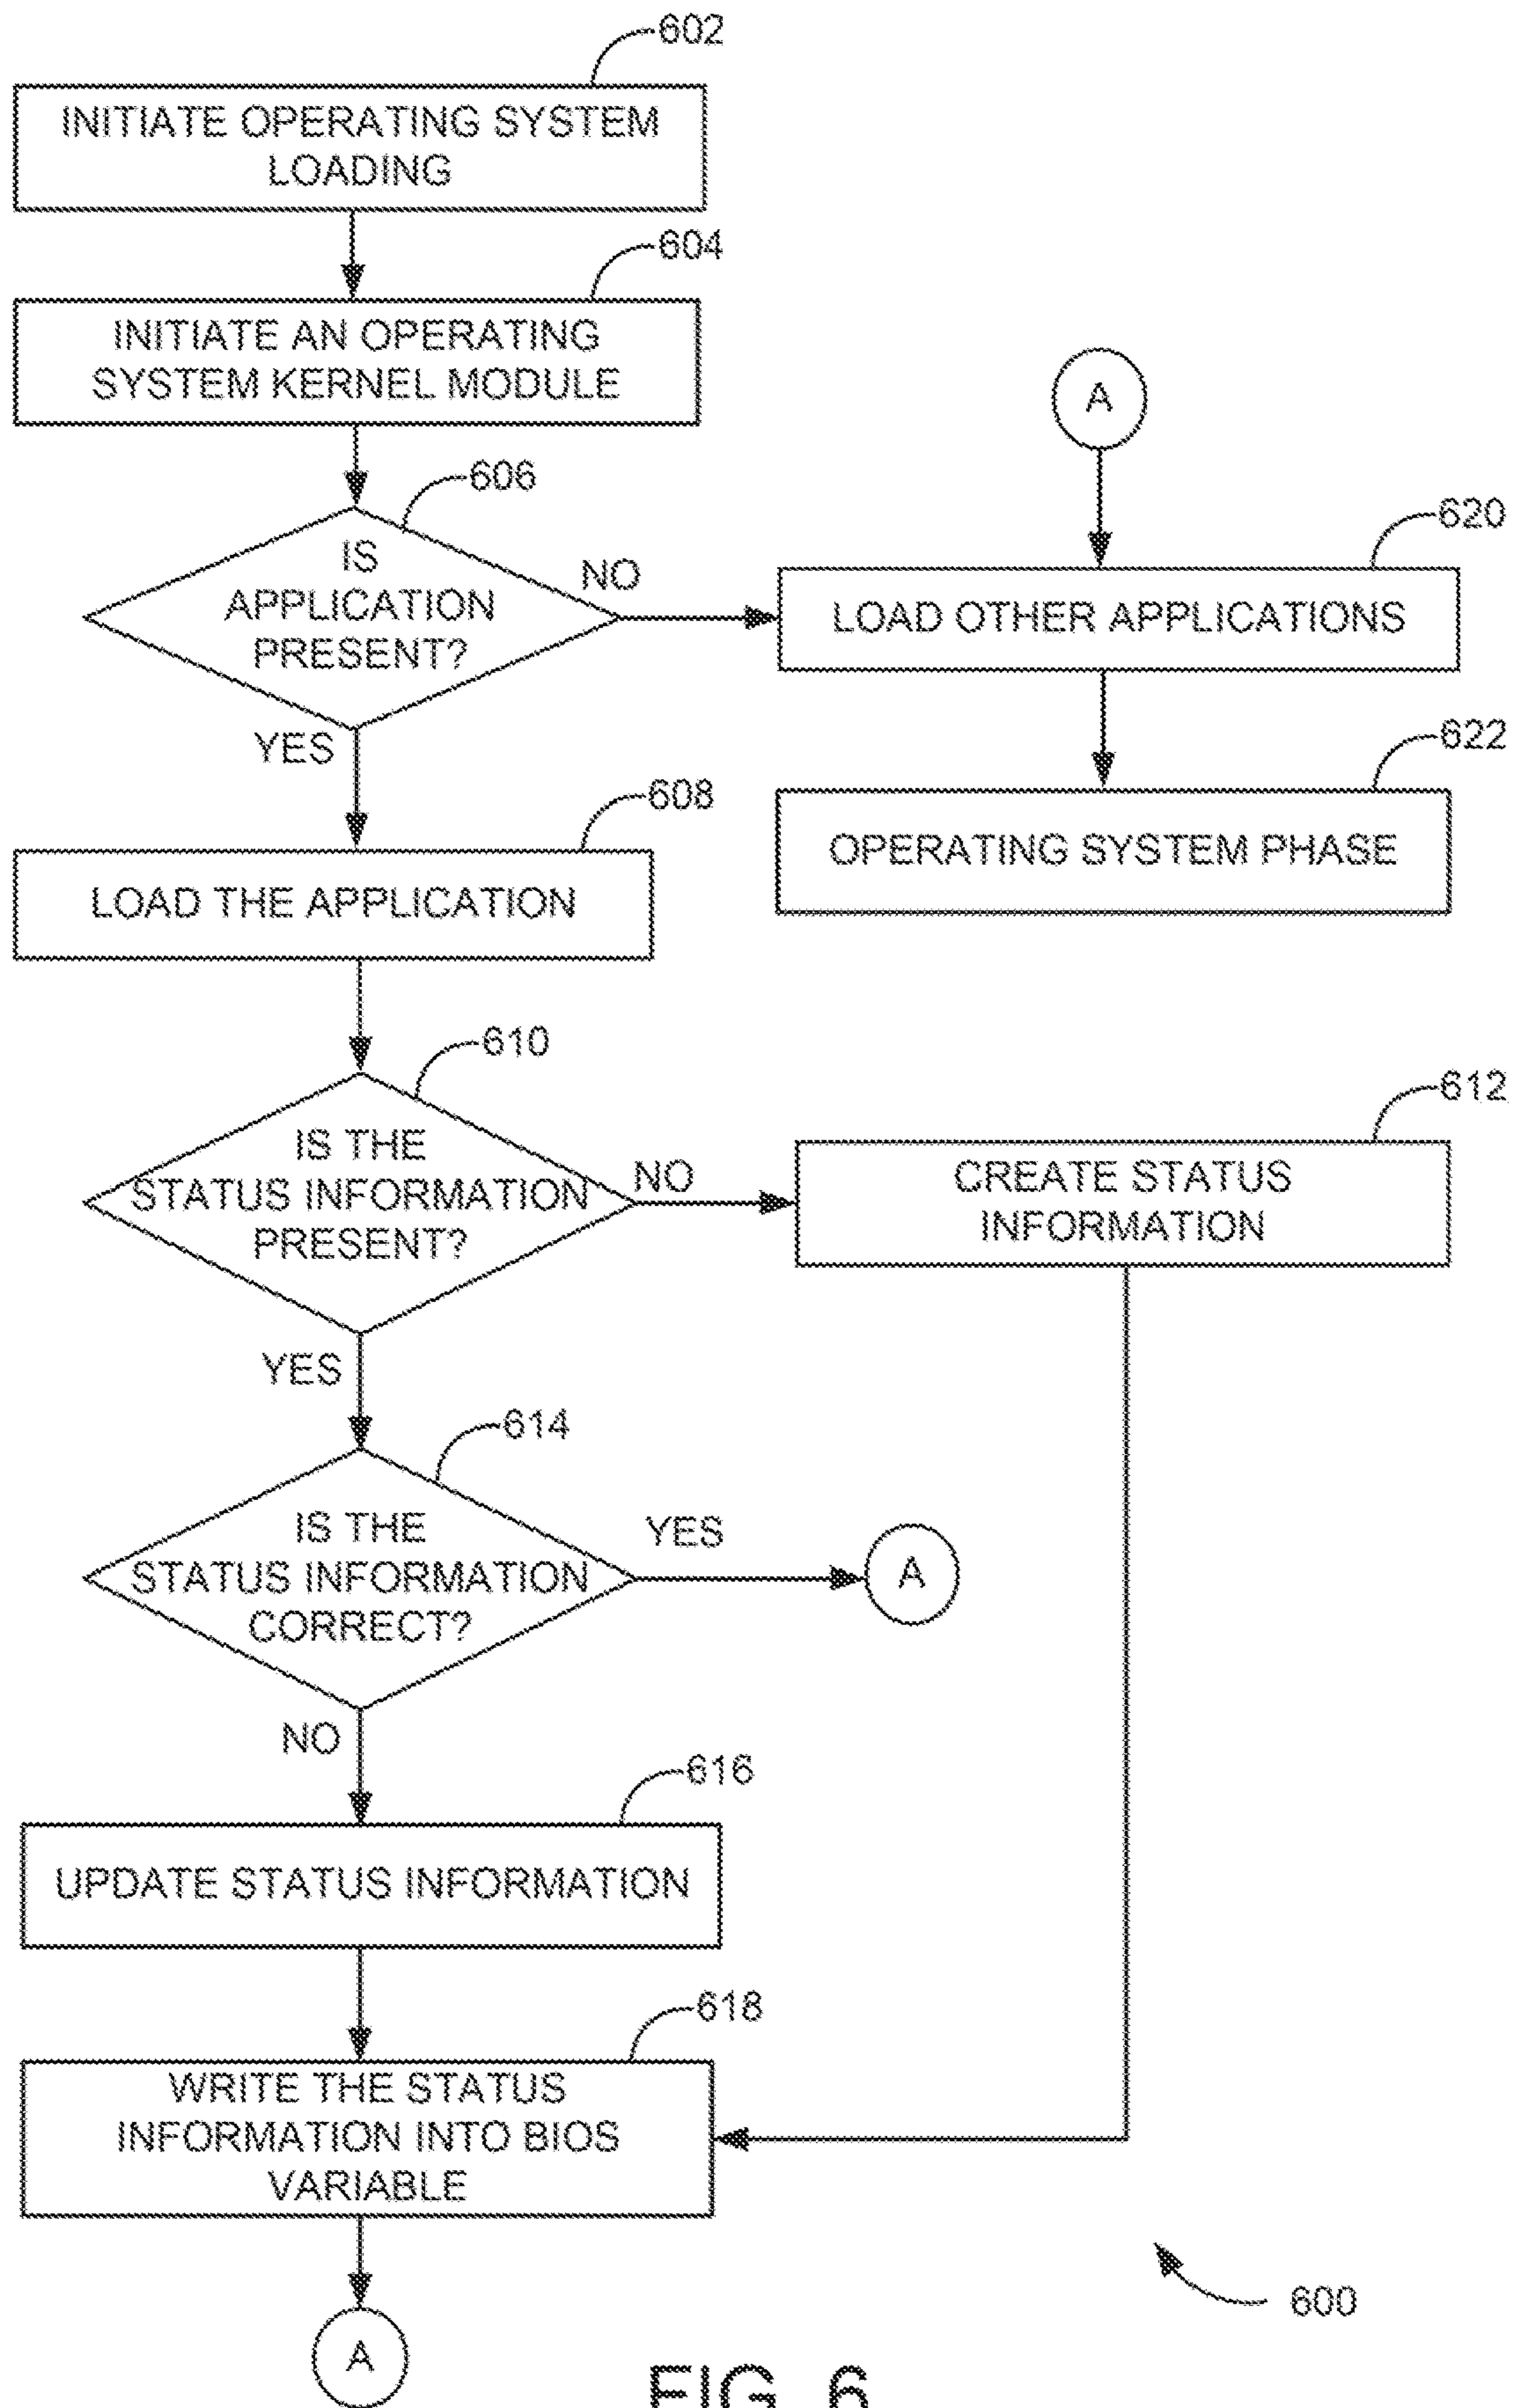 602
INITIATE OPERATING SYSTEM
LOADING
604
INITIATE AN OPERATING
SYSTEM KERNEL MODULE
606
IS
APPLICATION
PRESENT?
NO
YES
A
620
LOAD OTHER APPLICATIONS
622
OPERATING SYSTEM PHASE
608
LOAD THE APPLICATION
610
IS THE
STATUS INFORMATION
PRESENT?
NO
YES
612
CREATE STATUS
INFORMATION
614
IS THE
STATUS INFORMATION
CORRECT?
YES
A
NO
616
UPDATE STATUS INFORMATION
618
WRITE THE STATUS
INFORMATION INTO BIOS
VARIABLE
A
600
FIG. 6